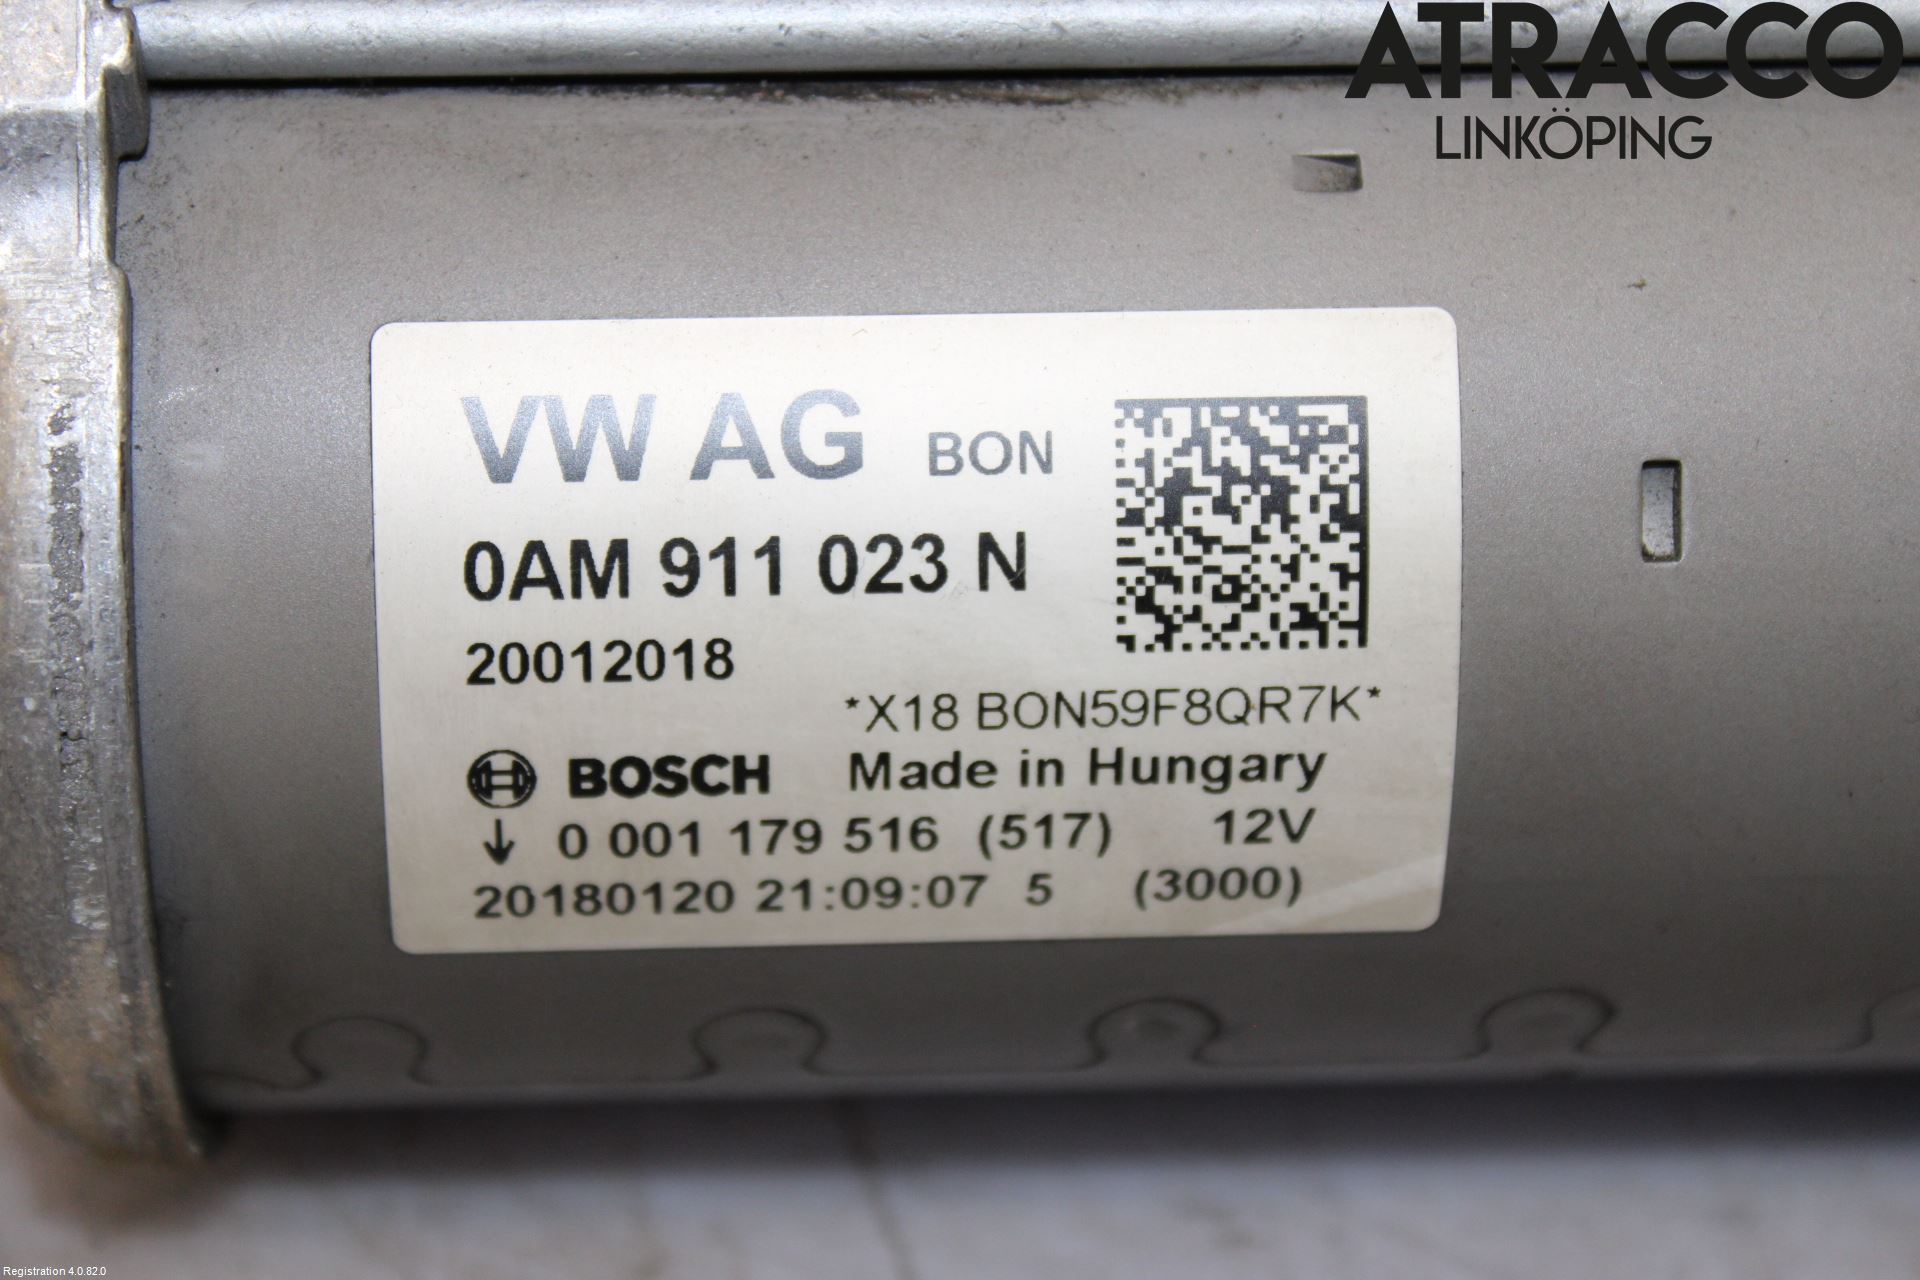 ATRACCO
LINKÖPING
VW AG BON
0AM 911 023 N
20012018
*X18 BON59F8QR7K*
BOSCH Made in Hungary
↓ 0 001 179 516 (517) 12V
20180120 21:09:07 5 (3000)
Registration 4.0.82.0